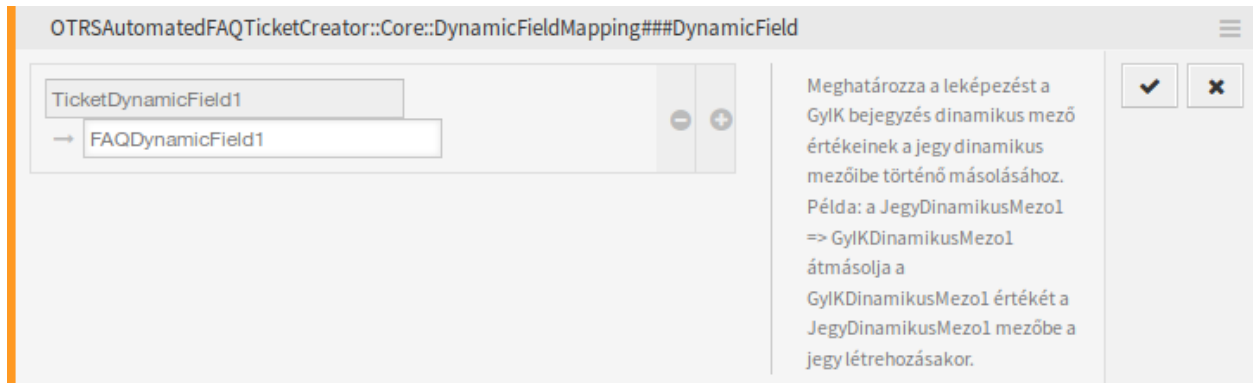 OTRSAutomatedFAQTicketCreator::Core::DynamicFieldMapping###DynamicField
TicketDynamicField1
→ FAQDynamicField1
Meghatározza a leképezést a
GyIK bejegyzés dinamikus mező
értékeinek a jegy dinamikus
mezőibe történő másolásához.
Példa: a JegyDinamikusMezo1
=> GyIKDinamikusMezo1
átmásolja a
GyIKDinamikusMezo1 értékét a
JegyDinamikusMezo1 mezőbe a
jegy létrehozásakor.